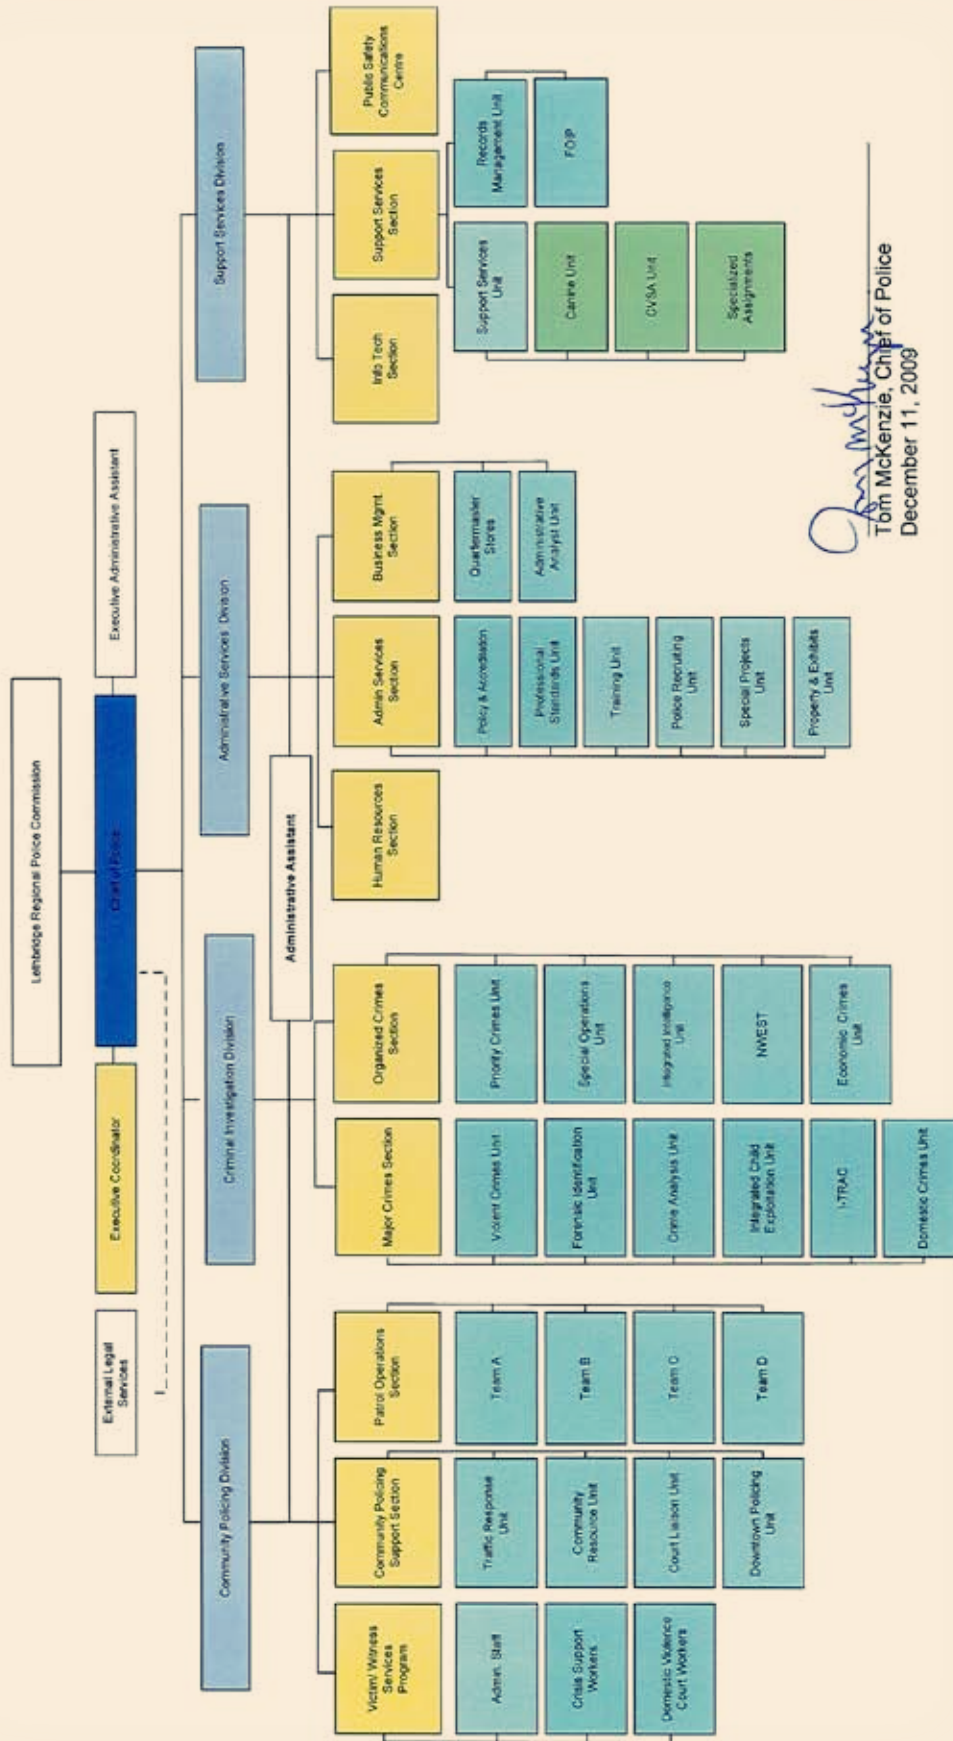 Lethbridge Regional Police Commission
External Legal
Services
Executive Coordinator
Chief of Police
Executive Administrative Assistant
Community Policing Division
Criminal Investigation Division
Administrative Services Division
Support Services Division
Administrative Assistant
Victim/ Witness
Services
Program
Community Policing
Support Section
Patrol Operations
Section
Major Crimes Section
Organized Crimes
Section
Human Resources
Section
Admin Services
Section
Business Mgmt
Section
Info Tech
Section
Support Services
Section
Public Safety
Communications
Centre
Admin. Staff
Crisis Support
Workers
Domestic Violence
Court Workers
Traffic Response
Unit
Community
Resource Unit
Court Liaison Unit
Downtown Policing
Unit
Team A
Team B
Team C
Team D
Violent Crimes Unit
Forensic Identification
Unit
Crime Analysis Unit
Integrated Child
Exploitation Unit
I-TRAC
Domestic Crimes Unit
Priority Crimes Unit
Special Operations
Unit
Integrated Intelligence
Unit
NWEST
Economic Crimes
Unit
Policy & Accreditation
Professional
Standards Unit
Training Unit
Police Recruiting
Unit
Special Projects
Unit
Property & Exhibits
Unit
Quartermaster
Stores
Administrative
Analyst Unit
Support Services
Unit
Canine Unit
CVSA Unit
Specialized
Assignments
Records
Management Unit
FOIP
Tom McKenzie, Chief of Police
December 11, 2009